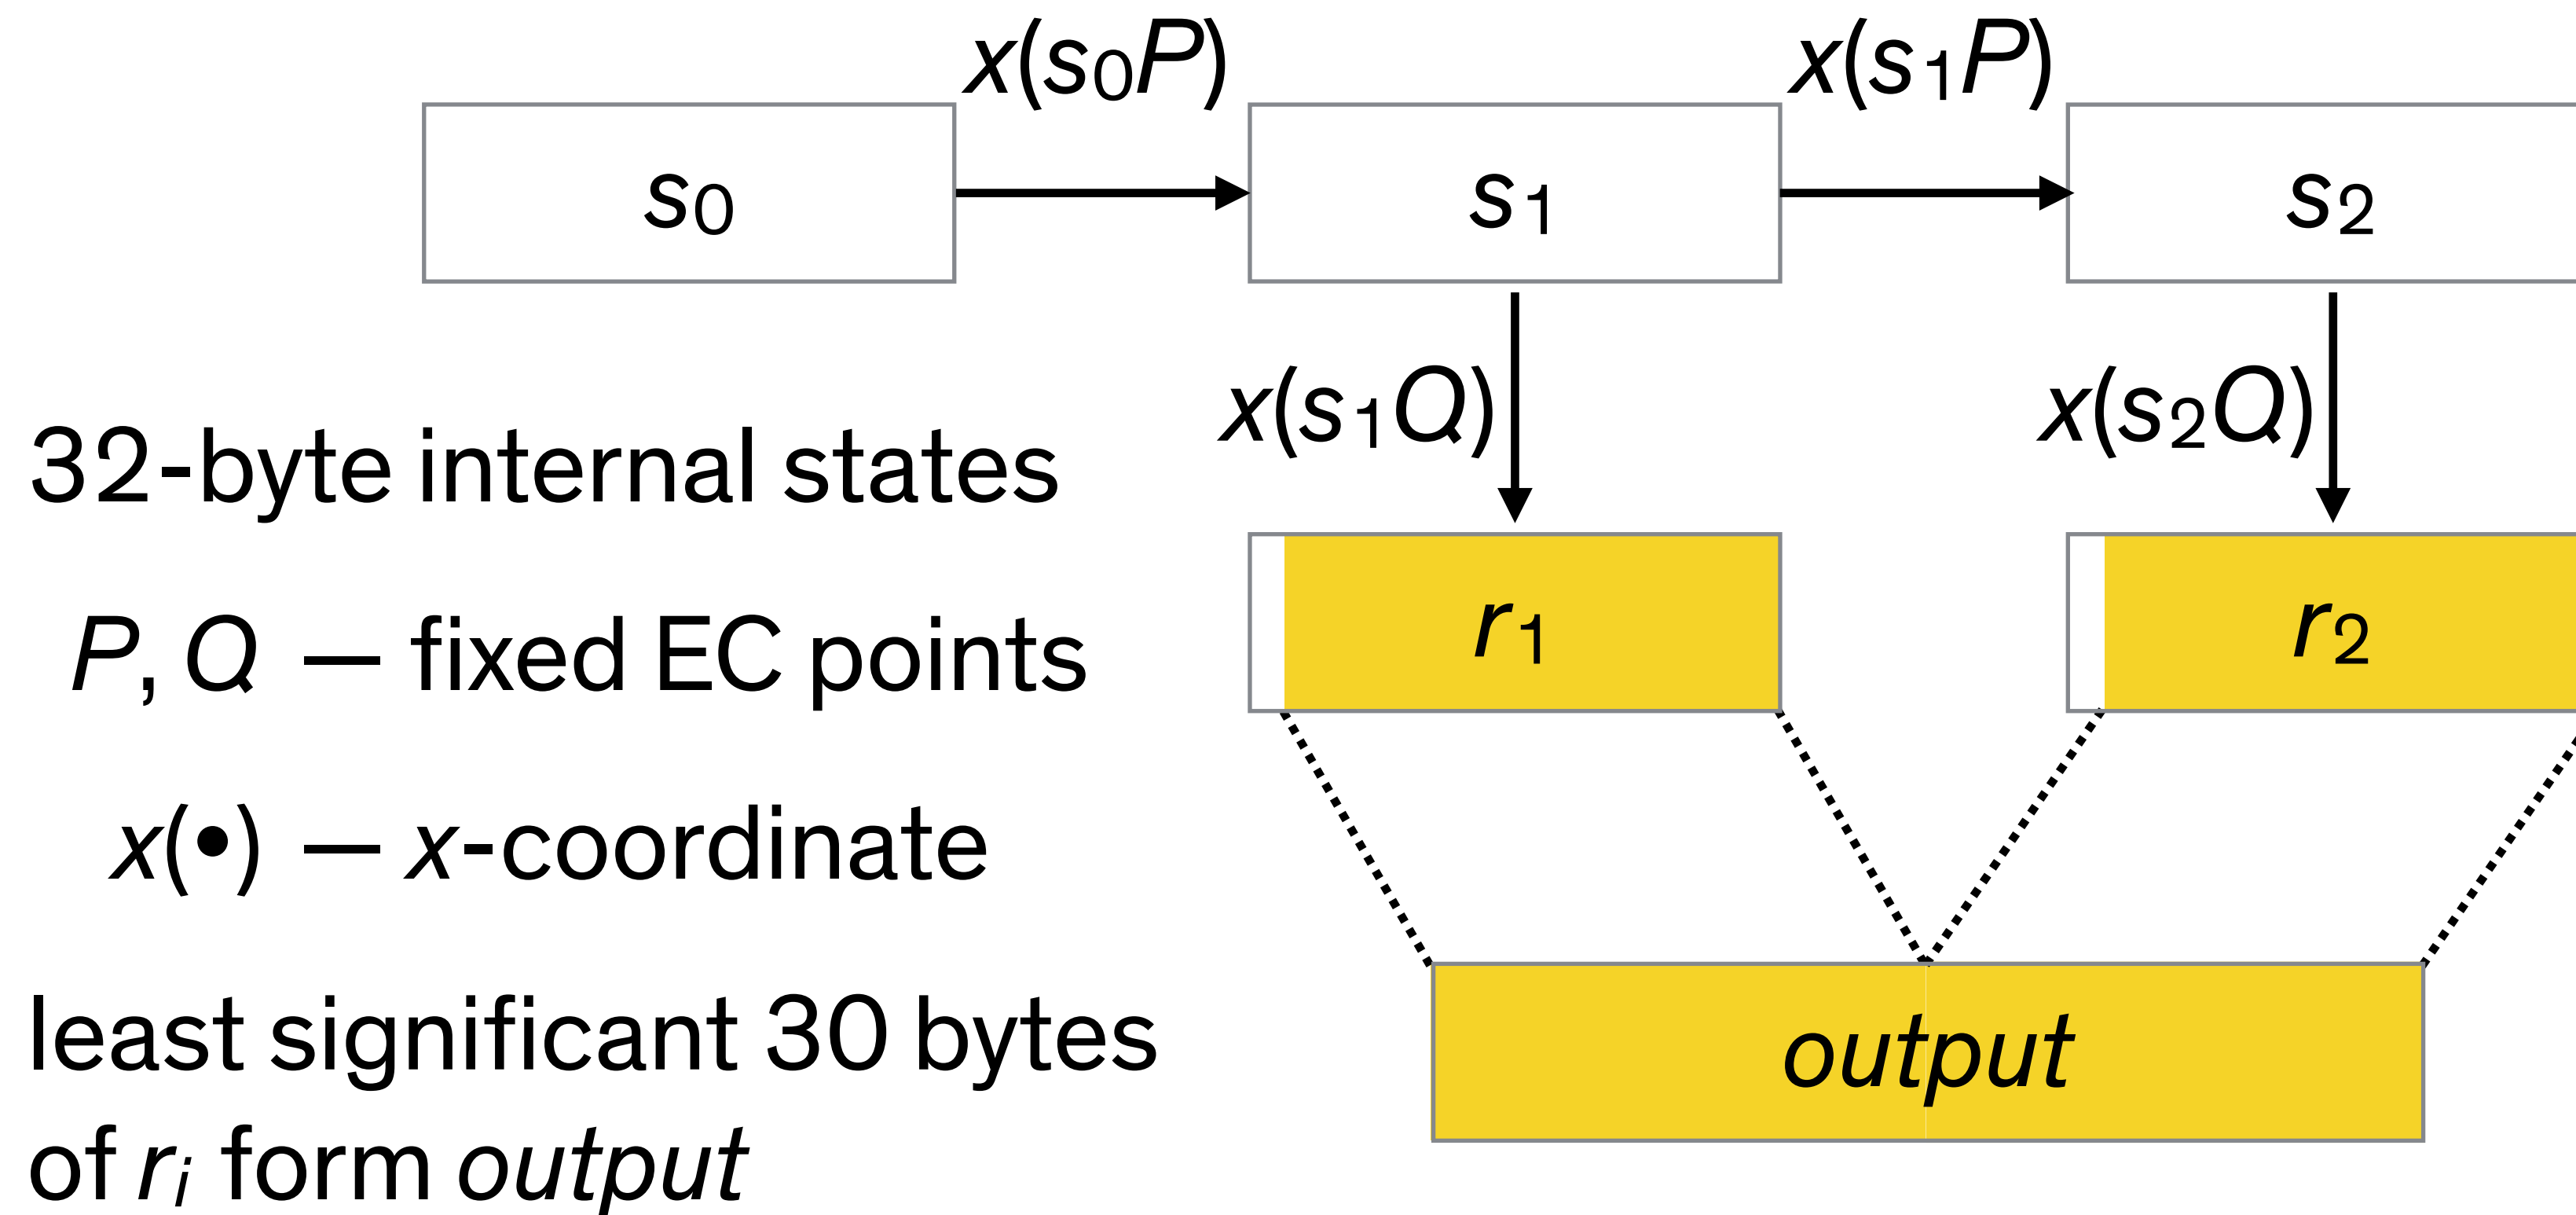 x(s₀P)
x(s₁P)
s₀
s₁
s₂
x(s₁Q)
x(s₂Q)
32-byte internal states
r₁
r₂
P, Q — fixed EC points
x(•) — x-coordinate
least significant 30 bytes
of rᵢ form output
output